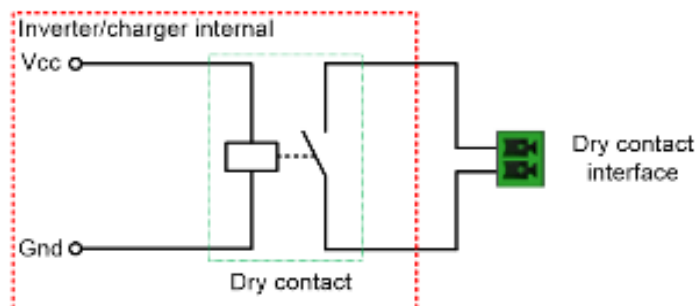 Inverter/charger internal
Vcc
Dry contact
interface
Gnd
Dry contact